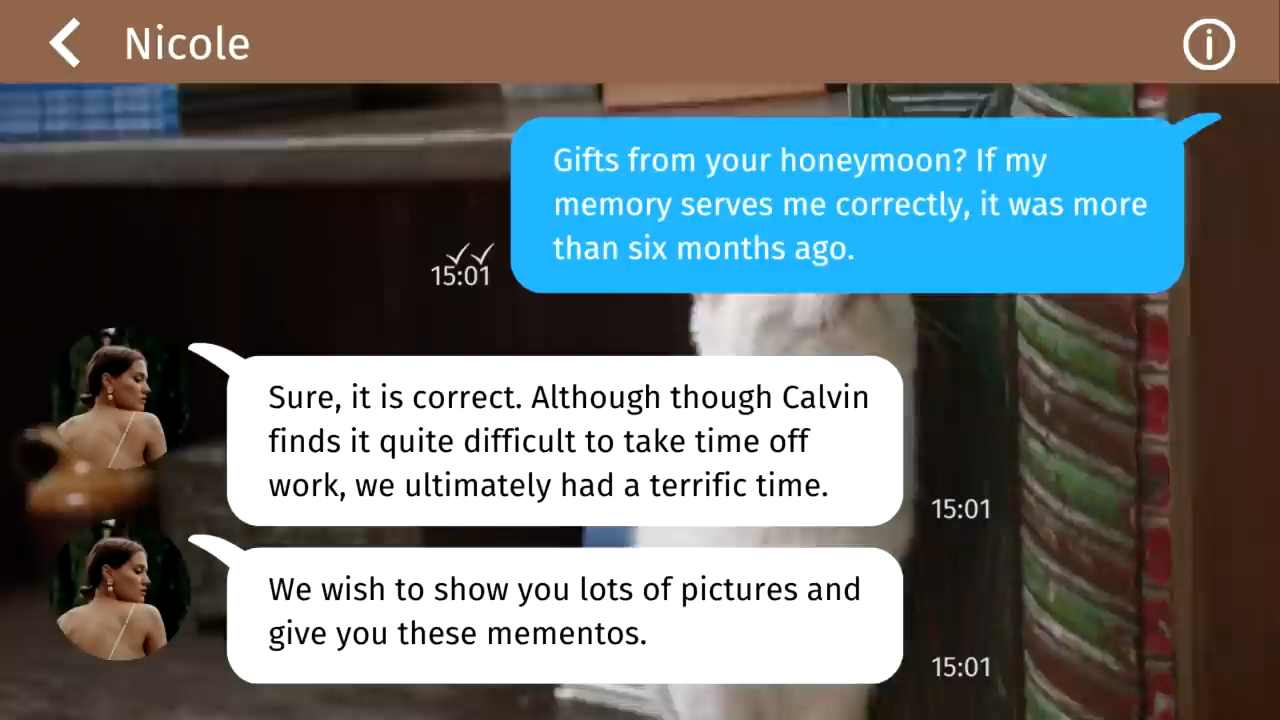 Nicole
Gifts from your honeymoon? If my
memory serves me correctly, it was more
than six months ago.
15:01
Sure, it is correct. Although though Calvin
finds it quite difficult to take time off
work, we ultimately had a terrific time.
15:01
We wish to show you lots of pictures and
give you these mementos.
15:01